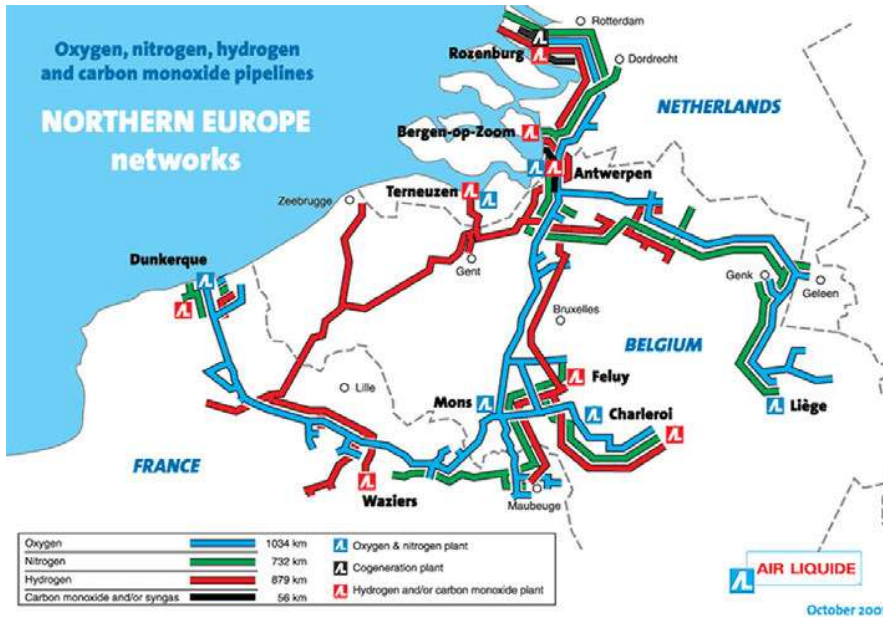 Oxygen, nitrogen, hydrogen
and carbon monoxide pipelines
NORTHERN EUROPE
networks
Rotterdam
Rozenburg
Dordrecht
NETHERLANDS
Bergen-op-Zoom
Antwerpen
Terneuzen
Zeebrugge
Dunkerque
Gent
Genk
Geleen
Bruxelles
BELGIUM
Lille
Feluy
Mons
Charleroi
Liège
FRANCE
Waziers
Maubeuge
Oxygen 1034 km
Nitrogen 732 km
Hydrogen 879 km
Carbon monoxide and/or syngas 56 km
Oxygen & nitrogen plant
Cogeneration plant
Hydrogen and/or carbon monoxide plant
AIR LIQUIDE
October